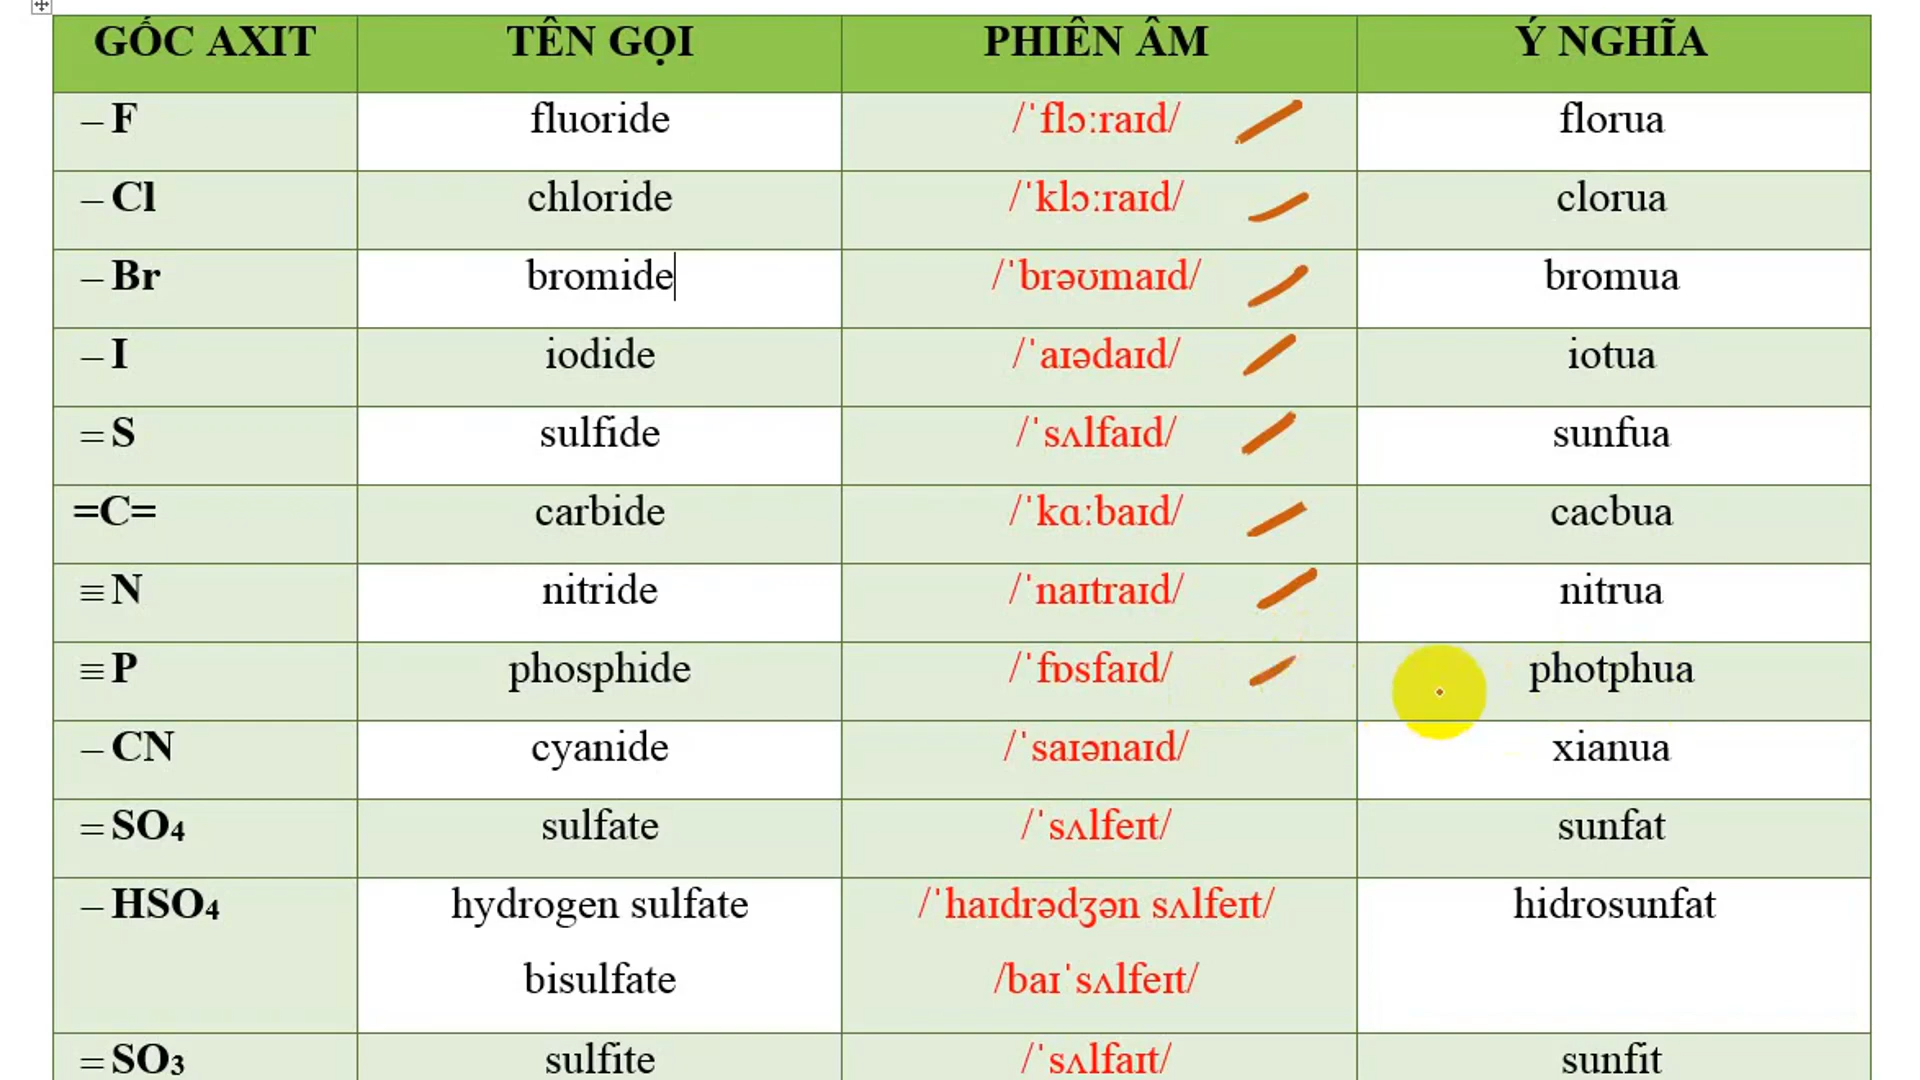 GỐC AXIT TÊN GỌI PHIÊN ÂM Ý NGHĨA
– F fluoride /ˈflɔːraɪd/ florua
– Cl chloride /ˈklɔːraɪd/ clorua
– Br bromide /ˈbrəʊmaɪd/ bromua
– I iodide /ˈaɪədaɪd/ iotua
= S sulfide /ˈsʌlfaɪd/ sunfua
=C= carbide /ˈkɑːbaɪd/ cacbua
≡ N nitride /ˈnaɪtraɪd/ nitrua
≡ P phosphide /ˈfɒsfaɪd/ photphua
– CN cyanide /ˈsaɪənaɪd/ xianua
= SO₄ sulfate /ˈsʌlfeɪt/ sunfat
– HSO₄ hydrogen sulfate /ˈhaɪdrədʒən sʌlfeɪt/ hidrosunfat
bisulfate /baɪˈsʌlfeɪt/
= SO₃ sulfite /ˈsʌlfaɪt/ sunfit